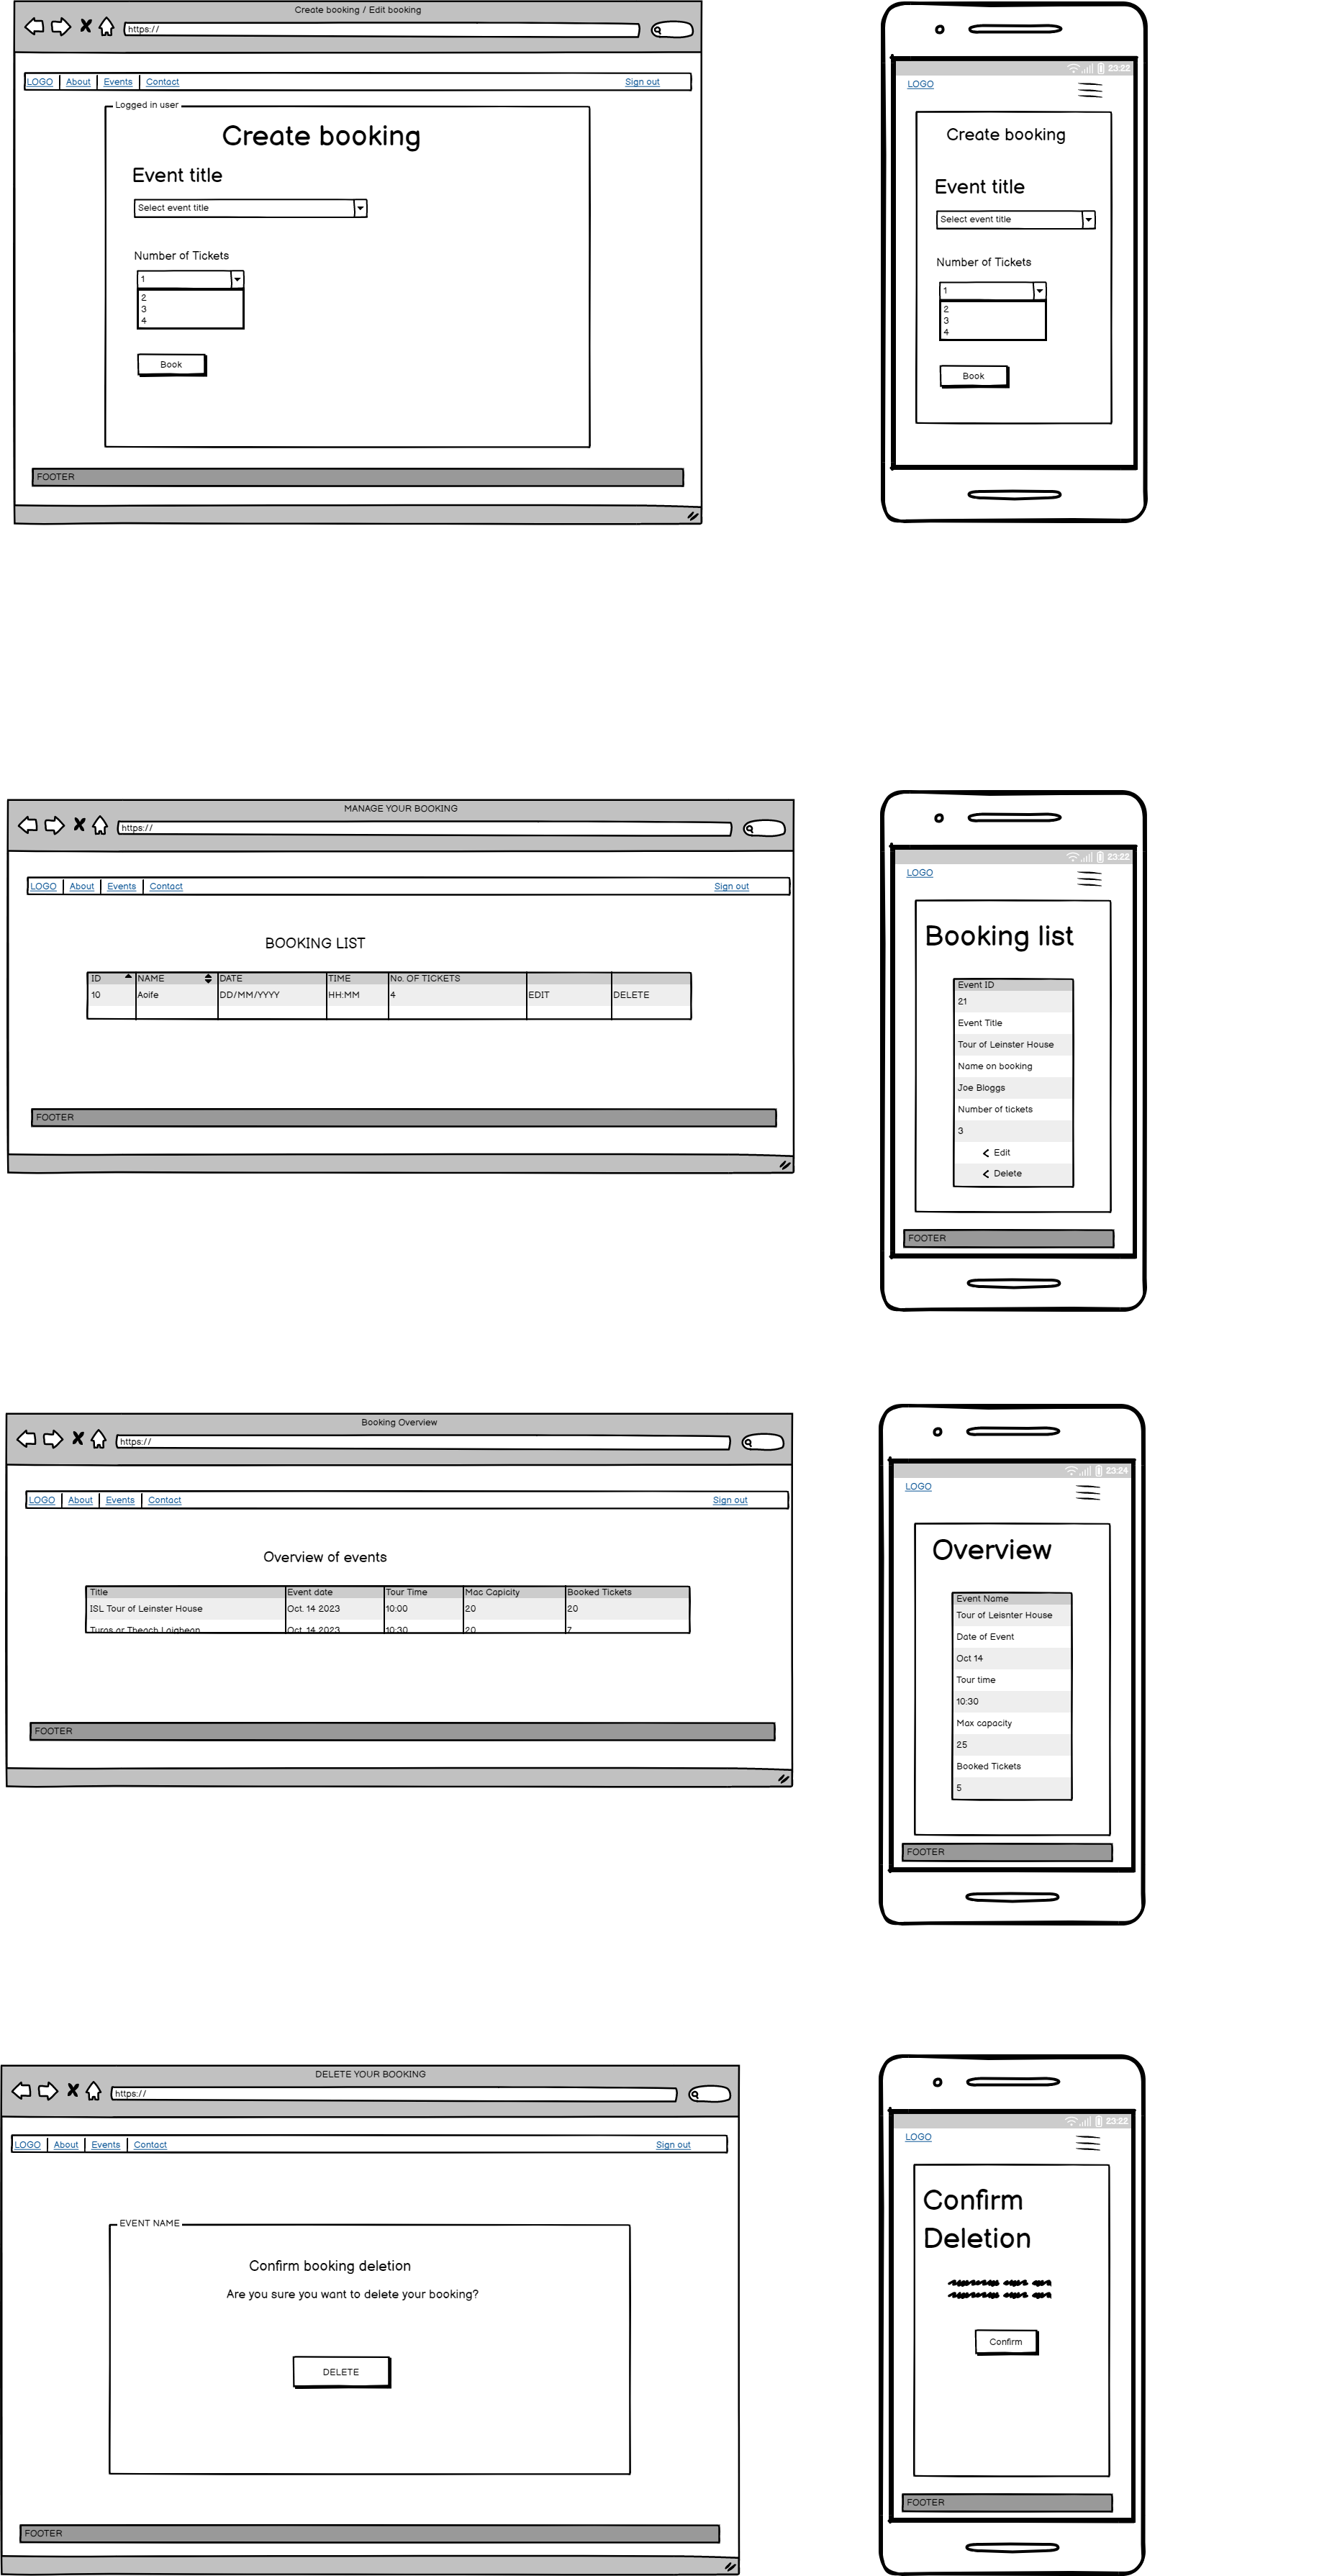 Create booking / Edit booking
https://
LOGO About Events Contact Sign out
Logged in user
Create booking
Event title
Select event title
Number of Tickets
1
2
3
4
Book
FOOTER
23:22
LOGO
Create booking
Event title
Select event title
Number of Tickets
1
2
3
4
Book
MANAGE YOUR BOOKING
https://
LOGO About Events Contact Sign out
BOOKING LIST
ID NAME DATE TIME No. OF TICKETS
10 Aoife DD/MM/YYYY HH:MM 4 EDIT DELETE
FOOTER
23:22
LOGO
Booking list
Event ID
21
Event Title
Tour of Leinster House
Name on booking
Joe Bloggs
Number of tickets
3
Edit
Delete
FOOTER
Booking Overview
https://
LOGO About Events Contact Sign out
Overview of events
Title Event date Tour Time Mac Capicity Booked Tickets
ISL Tour of Leinster House Oct. 14 2023 10:00 20 20
Turas ar Theach Laighean Oct. 14 2023 10:30 20 7
FOOTER
23:24
LOGO
Overview
Event Name
Tour of Leisnter House
Date of Event
Oct 14
Tour time
10:30
Max capacity
25
Booked Tickets
5
FOOTER
DELETE YOUR BOOKING
https://
LOGO About Events Contact Sign out
EVENT NAME
Confirm booking deletion
Are you sure you want to delete your booking?
DELETE
FOOTER
23:22
LOGO
Confirm
Deletion
Confirm
FOOTER